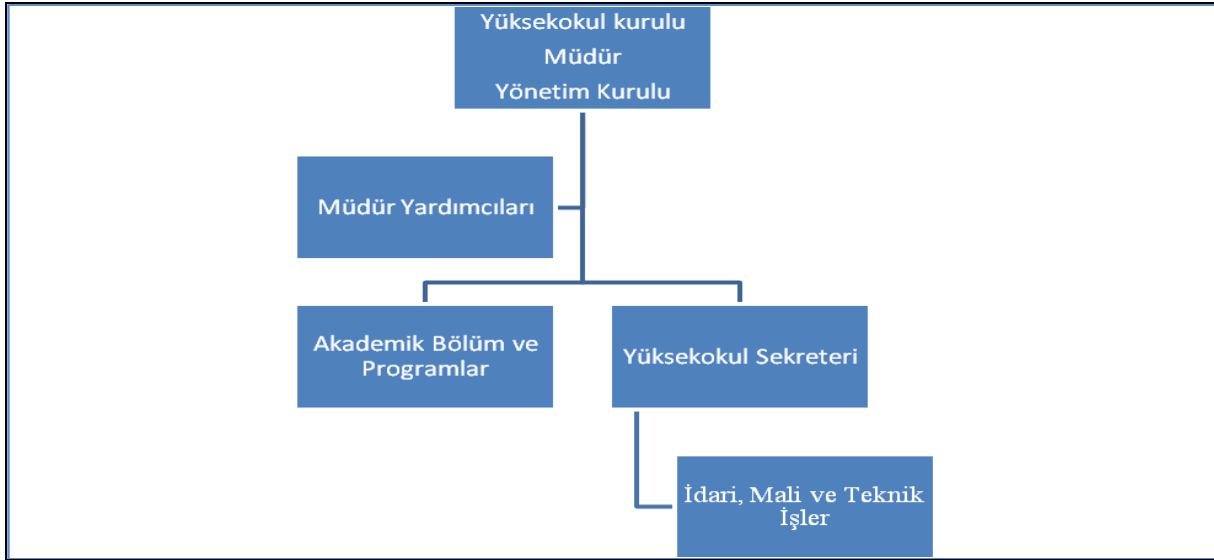 Yüksekokul kurulu
Müdür
Yönetim Kurulu
Müdür Yardımcıları
Akademik Bölüm ve
Programlar
Yüksekokul Sekreteri
İdari, Mali ve Teknik
İşler